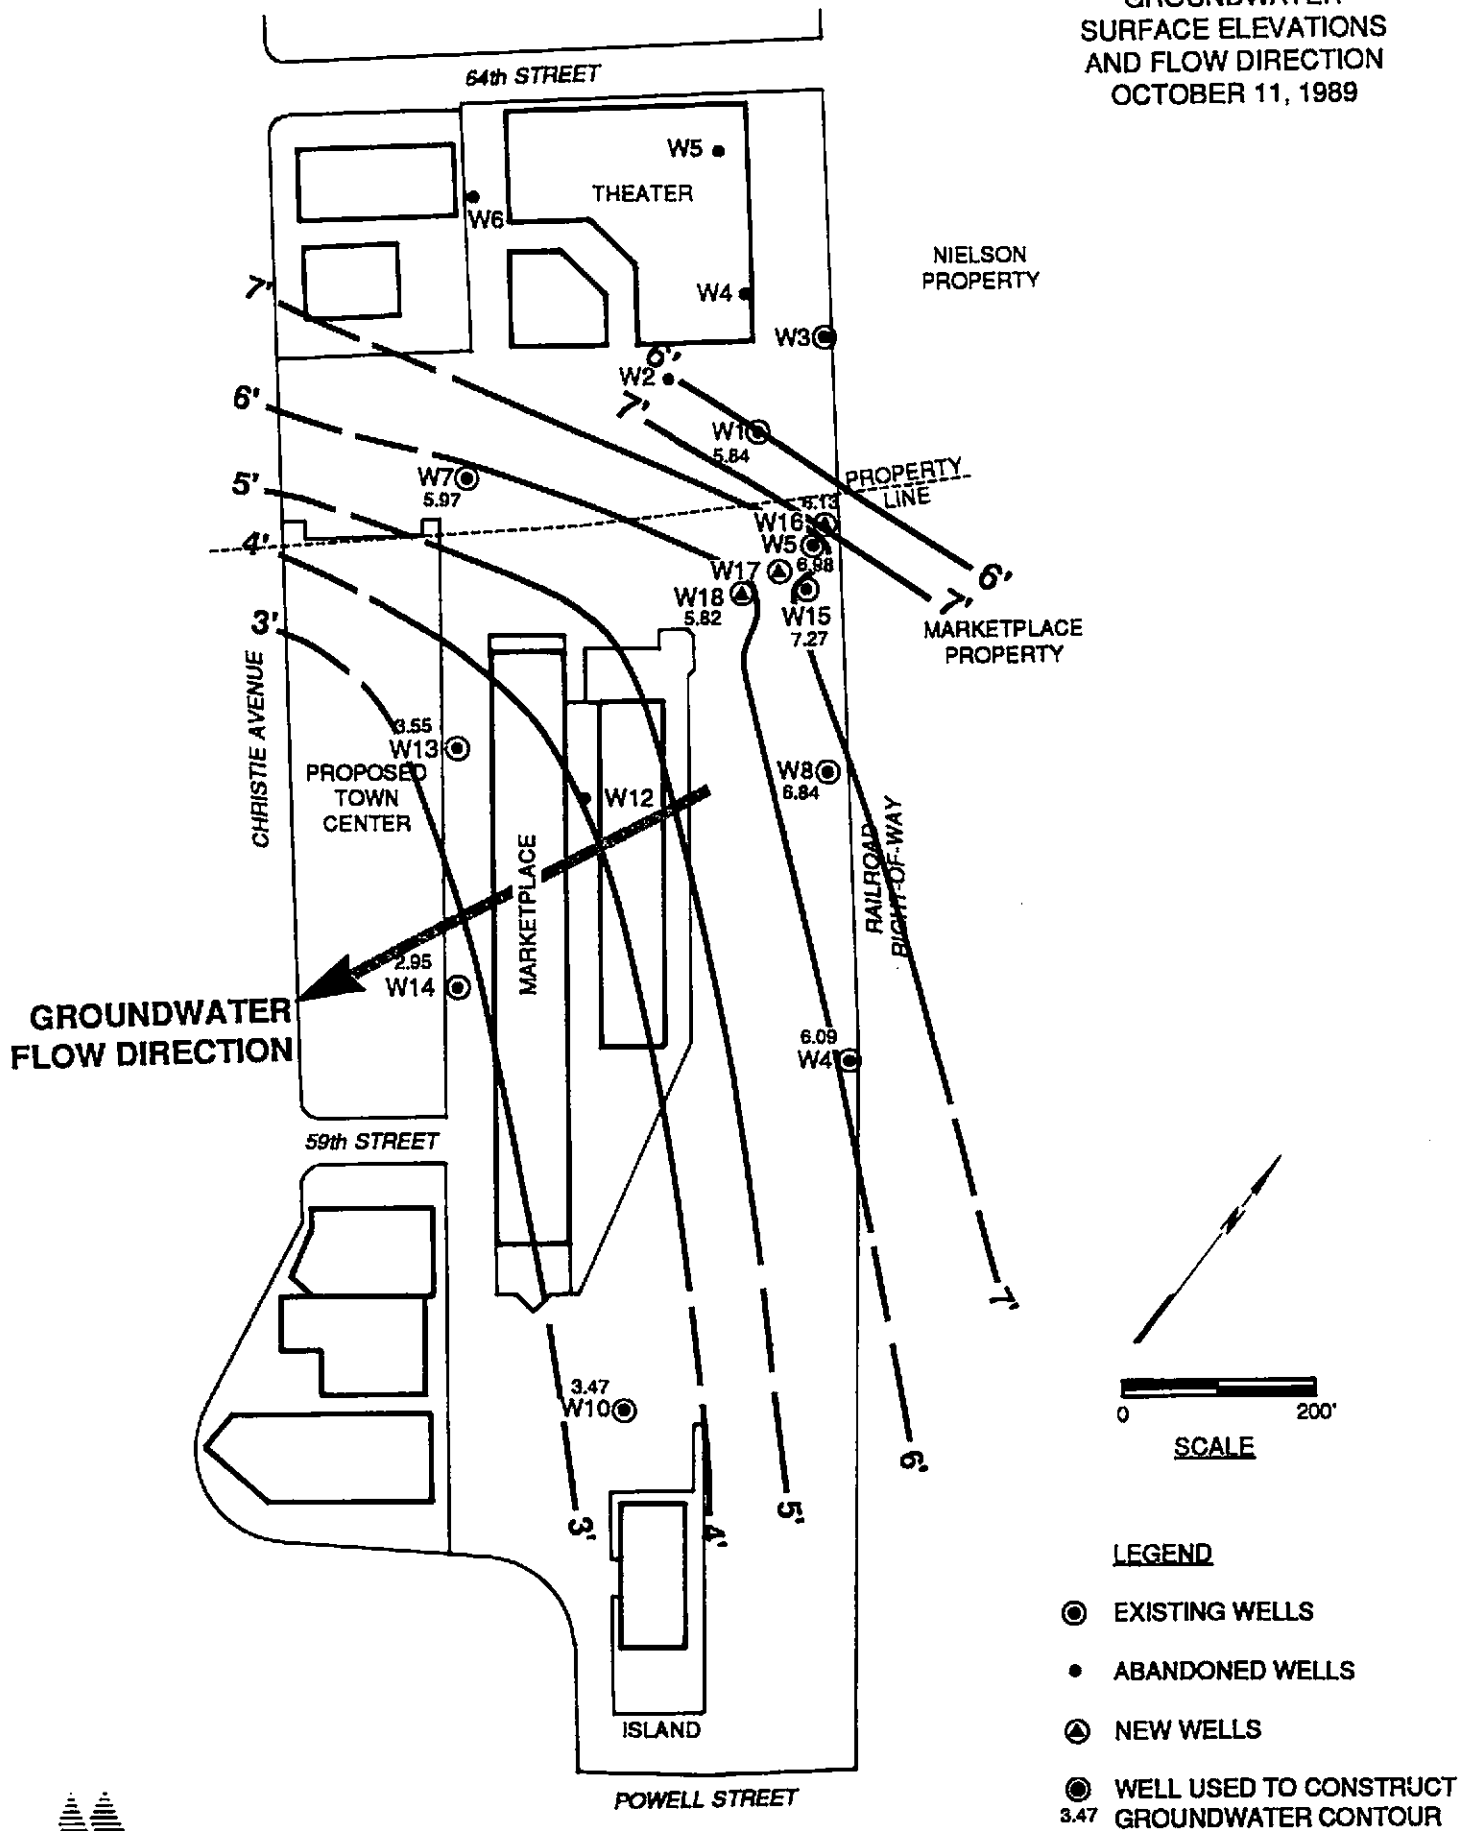 GROUNDWATER
SURFACE ELEVATIONS
AND FLOW DIRECTION
OCTOBER 11, 1989
64th STREET
W5
THEATER
W6
NIELSON
PROPERTY
7'
W4
W3
6'
W2
6'
7'
W1
5.84
PROPERTY
LINE
W7
5.97
5'
6.13
W16
W5
6.98
4'
W17
W18
5.82
W15
7.27
6'
7'
MARKETPLACE
PROPERTY
3'
CHRISTIE AVENUE
3.55
W13
PROPOSED
TOWN
CENTER
W12
W8
6.84
MARKETPLACE
RAILROAD
RIGHT-OF-WAY
2.95
W14
GROUNDWATER
FLOW DIRECTION
6.09
W4
59th STREET
7'
3.47
W10
0
200'
SCALE
6'
5'
4'
3'
LEGEND
EXISTING WELLS
ABANDONED WELLS
NEW WELLS
WELL USED TO CONSTRUCT
3.47 GROUNDWATER CONTOUR
ISLAND
POWELL STREET
N